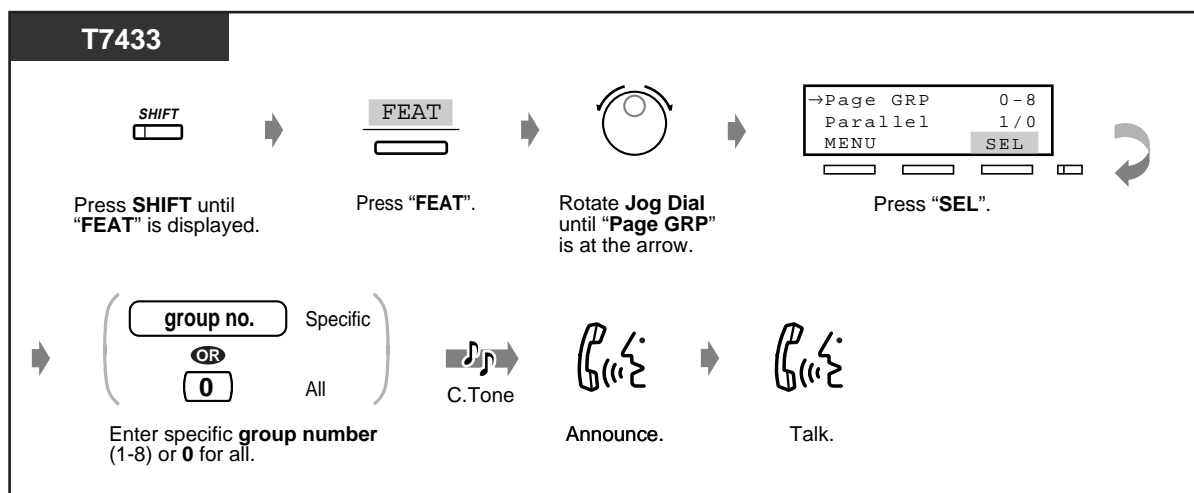 T7433
SHIFT
FEAT
→Page GRP 0-8
Parallel 1/0
MENU SEL
Press SHIFT until
“FEAT” is displayed.
Press “FEAT”.
Rotate Jog Dial
until “Page GRP”
is at the arrow.
Press “SEL”.
group no. Specific
OR
0 All
C.Tone
Enter specific group number
(1-8) or 0 for all.
Announce.
Talk.